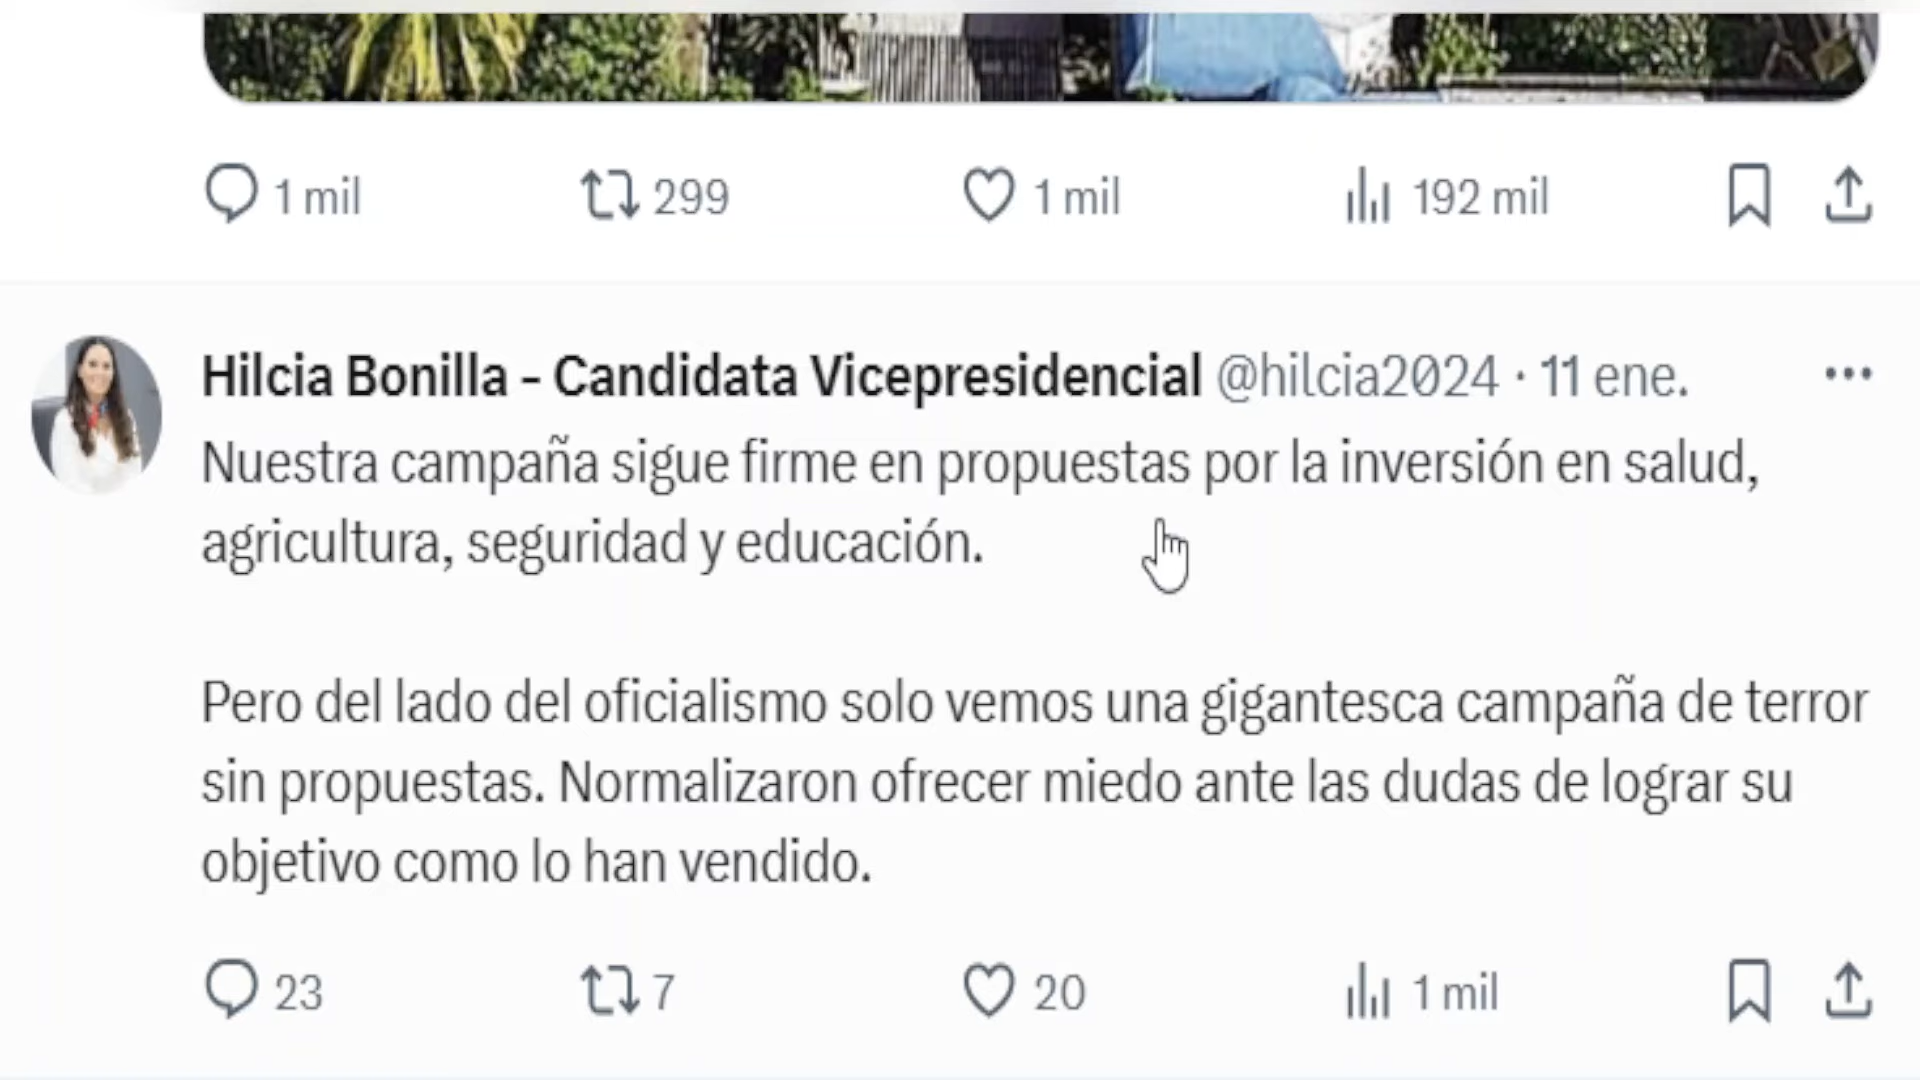 1 mil 299 1 mil 192 mil
Hilcia Bonilla - Candidata Vicepresidencial @hilcia2024 · 11 ene.
Nuestra campaña sigue firme en propuestas por la inversión en salud,
agricultura, seguridad y educación.
Pero del lado del oficialismo solo vemos una gigantesca campaña de terror
sin propuestas. Normalizaron ofrecer miedo ante las dudas de lograr su
objetivo como lo han vendido.
23 7 20 1 mil